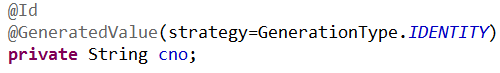 @Id
@GeneratedValue(strategy=GenerationType.IDENTITY)
private String cno;